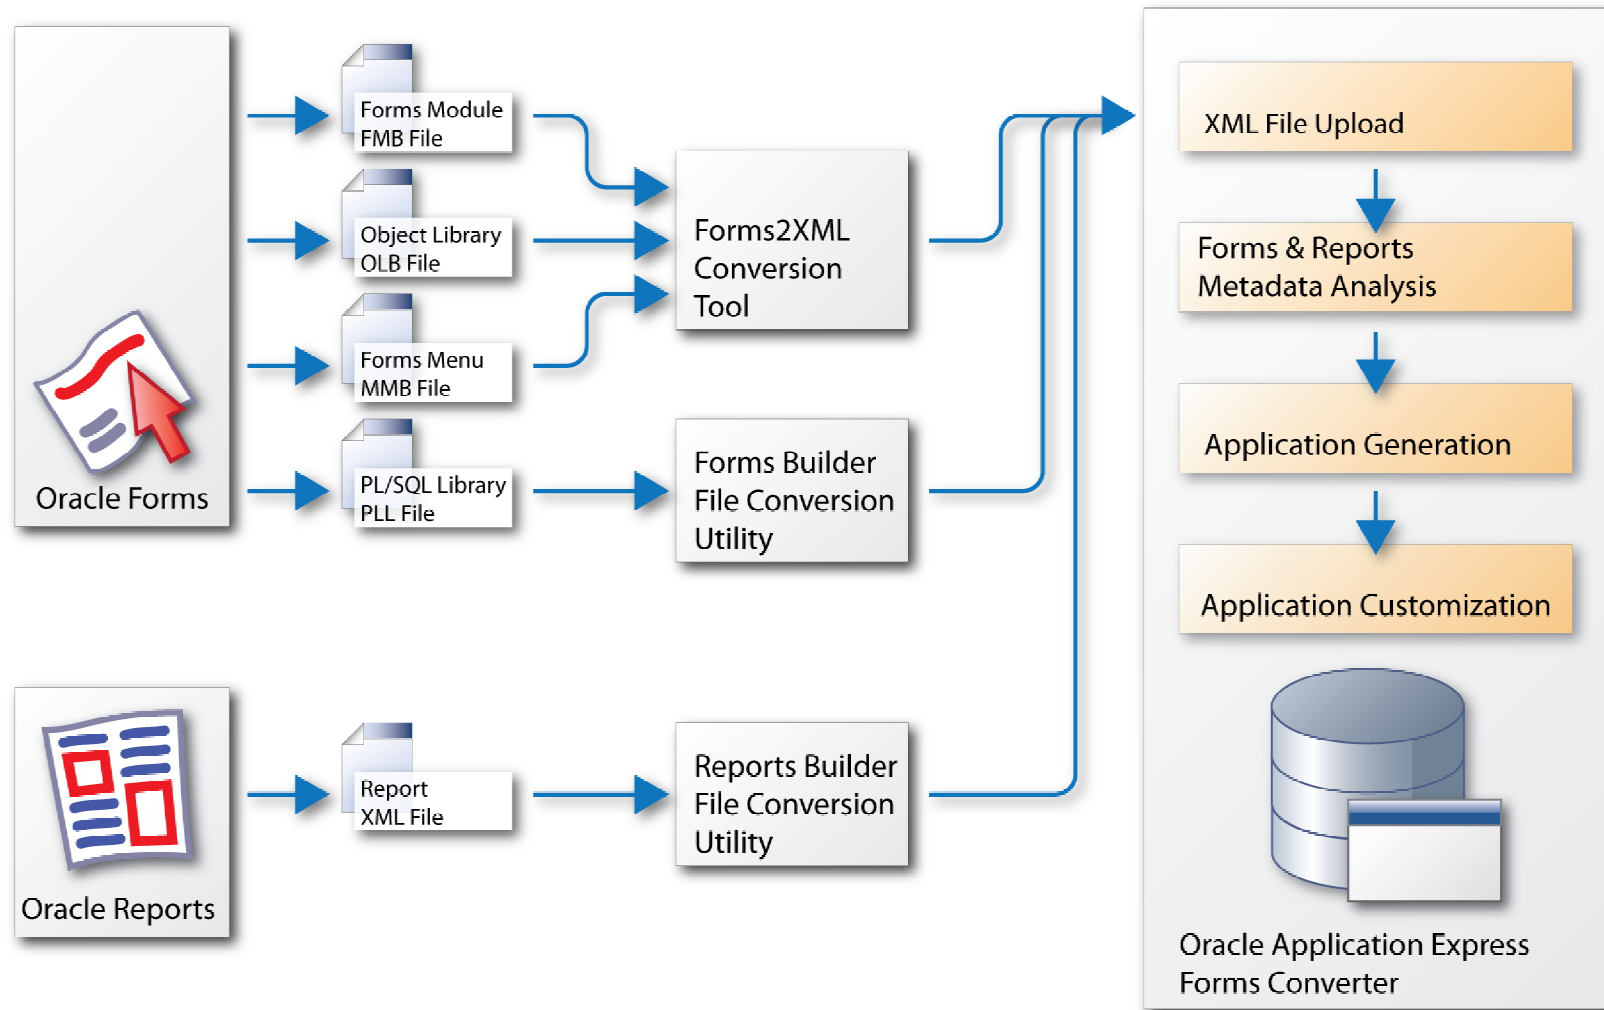 Oracle Forms
Forms Module
FMB File
Object Library
OLB File
Forms Menu
MMB File
PL/SQL Library
PLL File
Forms2XML
Conversion
Tool
Forms Builder
File Conversion
Utility
Oracle Reports
Report
XML File
Reports Builder
File Conversion
Utility
XML File Upload
Forms & Reports
Metadata Analysis
Application Generation
Application Customization
Oracle Application Express
Forms Converter